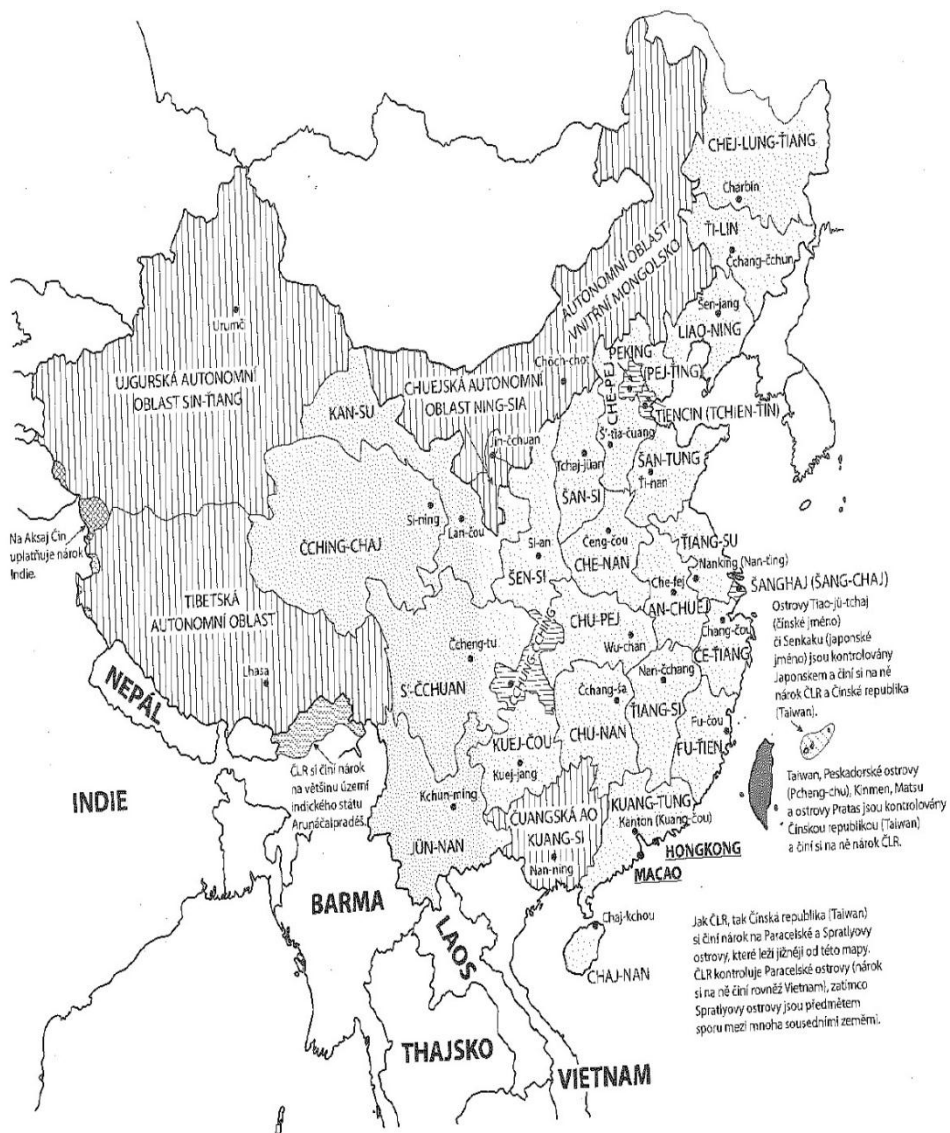 CHEJ-LUNG-ŤIANG
Charbin
ŤI-LIN
Čchang-čchun
Šen-jang
LIAO-NING
AUTONOMNÍ OBLAST
VNITŘNÍ MONGOLSKO
Urumč
UJGURSKÁ AUTONOMNÍ
OBLAST SIN-ŤIANG
KAN-SU
CHUEJSKÁ AUTONOMNÍ
OBLAST NING-SIA
Chöch-chot
CHE-PEJ
PEKING
(PEJ-ŤING)
TIENCIN (TCHIEN-ŤIN)
Jin-čchuan
Š'-ťia-čuang
Tchaj-jüan
ŠAN-TUNG
Ťi-nan
ŠAN-SI
Na Aksaj Čin
uplatňuje nárok
Indie.
Si-ning
Lan-čou
ČCHING-CHAJ
Si-an
ŠEN-SI
Čeng-čou
CHE-NAN
ŤIANG-SU
Nanking (Nan-ťing)
Che-fej
AN-CHUEJ
ŠANGHAJ (ŠANG-CHAJ)
TIBETSKÁ
AUTONOMNÍ OBLAST
Lhasa
Čcheng-tu
S'-ČCHUAN
ČCHUNG-ČCHING
CHU-PEJ
Wu-chan
Chang-čou
ČE-ŤIANG
Ostrovy Tiao-jü-tchaj
(čínské jméno)
či Senkaku (japonské
jméno) jsou kontrolovány
Japonskem a činí si na ně
nárok ČLR a Čínská republika
(Taiwan).
NEPÁL
Čchang-sa
CHU-NAN
Nan-čchang
ŤIANG-SI
Fu-čou
FU-ŤIEN
KUEJ-ČOU
Kuej-jang
INDIE
ČLR si činí nárok
na většinu území
indického státu
Arunáčalpradéš.
Kchun-ming
JÜN-NAN
ČUANGSKÁ AO
KUANG-SI
Nan-ning
KUANG-TUNG
Kanton (Kuang-čou)
HONGKONG
MACAO
Taiwan, Peskadorské ostrovy
(Pcheng-chu), Kinmen, Matsu
a ostrovy Pratas jsou kontrolovány
Čínskou republikou (Taiwan)
a činí si na ně nárok ČLR.
BARMA
LAOS
Chaj-kchou
CHAJ-NAN
THAJSKO
VIETNAM
Jak ČLR, tak Čínská republika (Taiwan)
si činí nárok na Paracelské a Spratlyovy
ostrovy, které leží jižněji od této mapy.
ČLR kontroluje Paracelské ostrovy (nárok
si na ně činí rovněž Vietnam), zatímco
Spratlyovy ostrovy jsou předmětem
sporu mezi mnoha sousedními zeměmi.